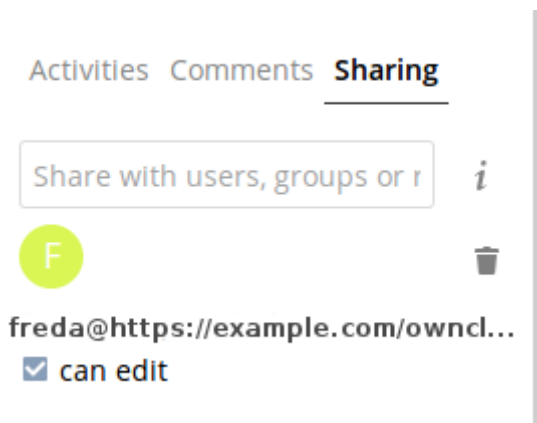 Activities Comments Sharing
Share with users, groups or r
i
F
freda@https://example.com/owncl...
can edit